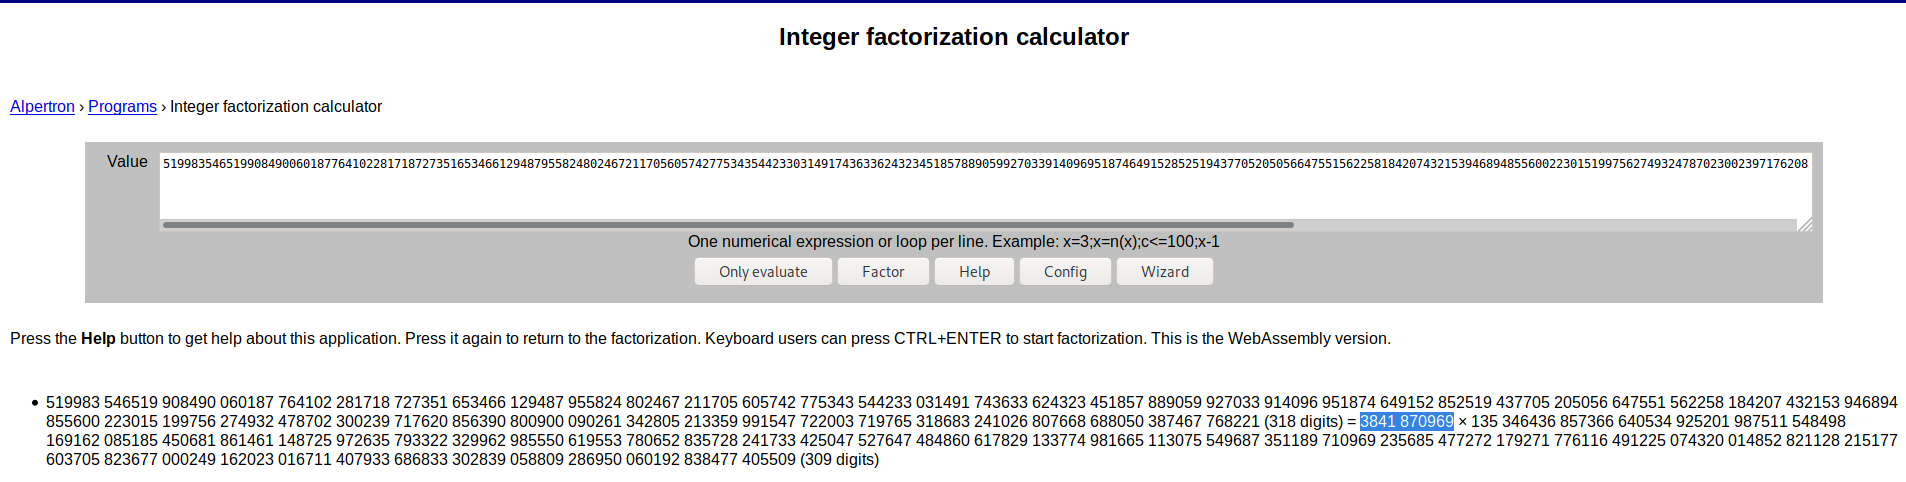 Integer factorization calculator
Alpertron › Programs › Integer factorization calculator
Value
519983546519908490060187764102281718727351653466129487955824802467211705605742775343544233031491743633624323451857889059927033914096951874649152852519437705205056647551562258184207432153946894855600223015199756274932478702300239717620 8
One numerical expression or loop per line. Example: x=3;x=n(x);c<=100;x-1
Only evaluate Factor Help Config Wizard
Press the Help button to get help about this application. Press it again to return to the factorization. Keyboard users can press CTRL+ENTER to start factorization. This is the WebAssembly version.
• 519983 546519 908490 060187 764102 281718 727351 653466 129487 955824 802467 211705 605742 775343 544233 031491 743633 624323 451857 889059 927033 914096 951874 649152 852519 437705 205056 647551 562258 184207 432153 946894
855600 223015 199756 274932 478702 300239 717620 856390 800900 090261 342805 213359 991547 722003 719765 318683 241026 807668 688050 387467 768221 (318 digits) = 3841 870969 × 135 346436 857366 640534 925201 987511 548498
169162 085185 450681 861461 148725 972635 793322 329962 985550 619553 780652 835728 241733 425047 527647 484860 617829 133774 981665 113075 549687 351189 710969 235685 477272 179271 776116 491225 074320 014852 821128 215177
603705 823677 000249 162023 016711 407933 686833 302839 058809 286950 060192 838477 405509 (309 digits)